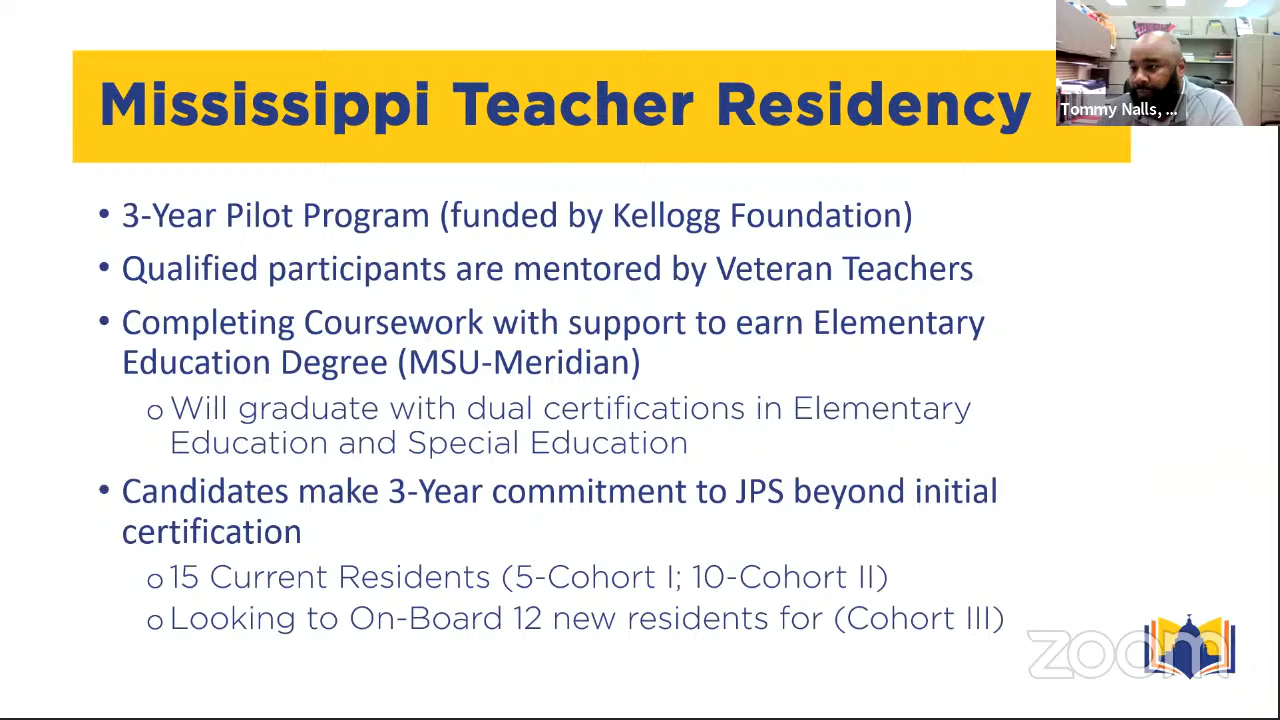 Mississippi Teacher Residency
Tommy Nalls, ...
• 3-Year Pilot Program (funded by Kellogg Foundation)
• Qualified participants are mentored by Veteran Teachers
• Completing Coursework with support to earn Elementary
Education Degree (MSU-Meridian)
o Will graduate with dual certifications in Elementary
Education and Special Education
• Candidates make 3-Year commitment to JPS beyond initial
certification
o 15 Current Residents (5-Cohort I; 10-Cohort II)
o Looking to On-Board 12 new residents for (Cohort III)
zoom